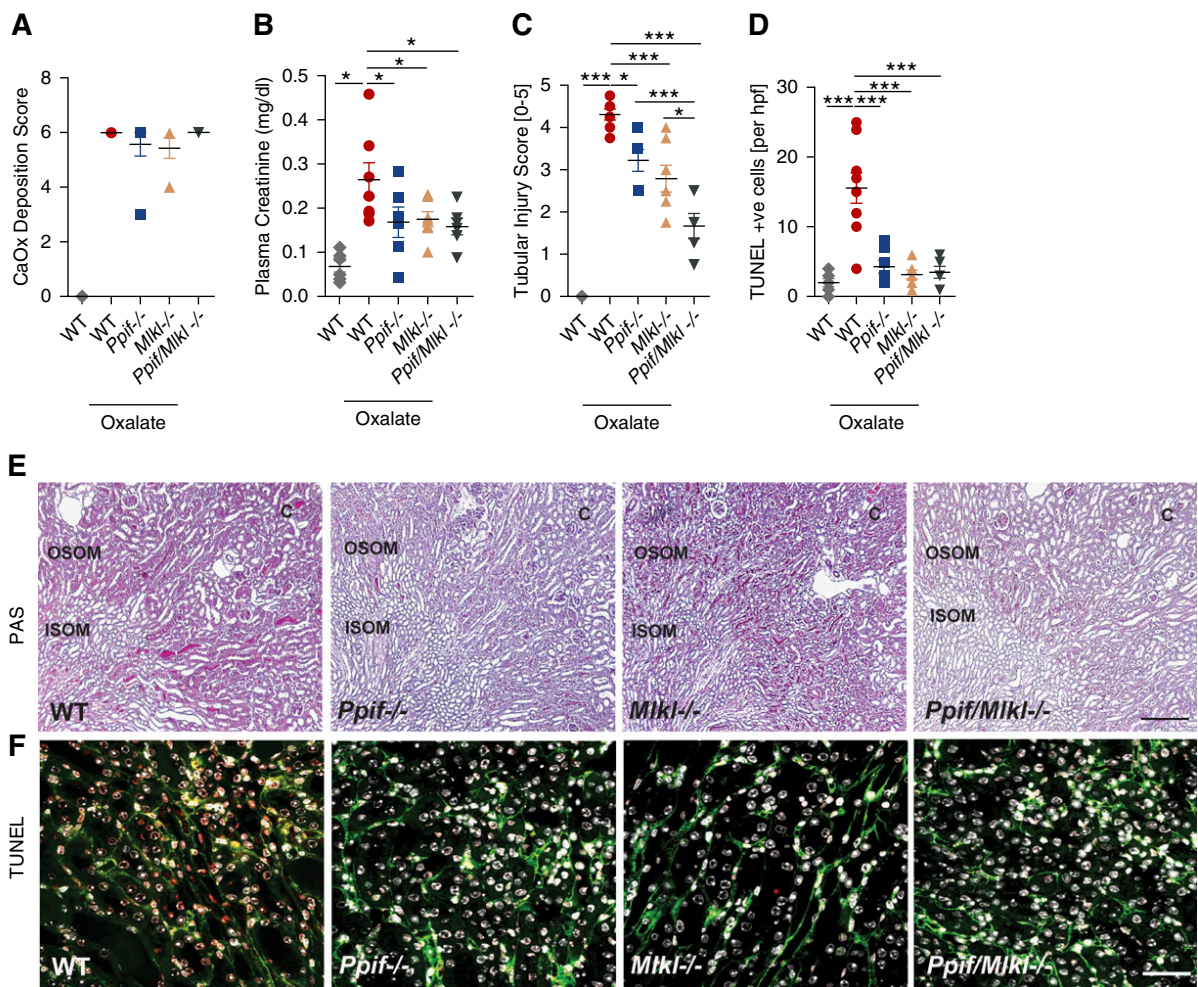 A
CaOx Deposition Score
8
6
4
2
0
WT
WT
Ppif-/-
Mlkl-/-
Ppif/Mlkl -/-
Oxalate
B
Plasma Creatinine (mg/dl)
0.5
0.4
0.3
0.2
0.1
0.0
*
*
*
*
WT
WT
Ppif-/-
Mlkl-/-
Ppif/Mlkl -/-
Oxalate
C
Tubular Injury Score [0-5]
5
4
3
2
1
0
***
***
*** *
***
*
WT
WT
Ppif-/-
Mlkl-/-
Ppif/Mlkl -/-
Oxalate
D
TUNEL +ve cells [per hpf]
30
20
10
0
***
***
*** ***
WT
WT
Ppif-/-
Mlkl-/-
Ppif/Mlkl -/-
Oxalate
E
PAS
C
OSOM
ISOM
WT
C
OSOM
ISOM
Ppif-/-
C
OSOM
ISOM
Mlkl-/-
C
OSOM
ISOM
Ppif/Mlkl-/-
F
TUNEL
WT
Ppif-/-
Mlkl-/-
Ppif/Mlkl-/-